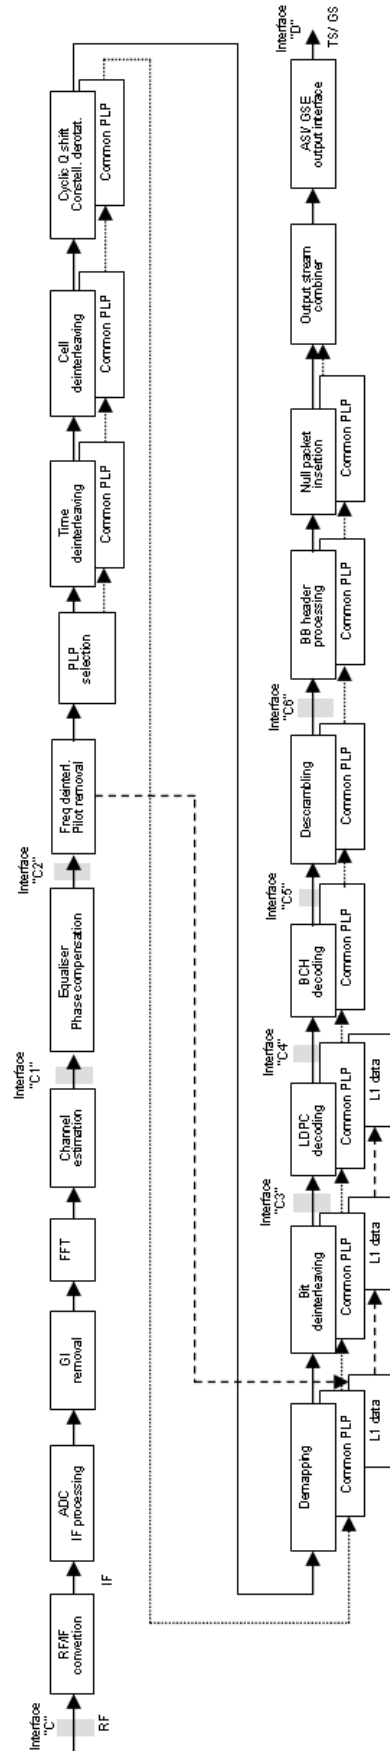 Interface
"C"
RF
RF/IF
convertion
IF
ADC
IF processing
GI
removal
FFT
Channel
estimation
Interface
"C1"
Equaliser
Phase compensation
Interface
"C2"
Freq deinterl.
Pilot removal
PLP
selection
Time
deinterleaving
Common PLP
Cell
deinterleaving
Common PLP
Cyclic Q shift
Constell. derotat.
Common PLP
Demapping
Common PLP
L1 data
Bit
deinterleaving
Common PLP
L1 data
Interface
"C3"
LDPC
decoding
Common PLP
L1 data
Interface
"C4"
BCH
decoding
Common PLP
Interface
"C5"
Descrambling
Common PLP
Interface
"C6"
BB header
processing
Common PLP
Null packet
insertion
Common PLP
Output stream
combiner
ASI/ GSE
output interface
Interface
"D"
TS/ GS